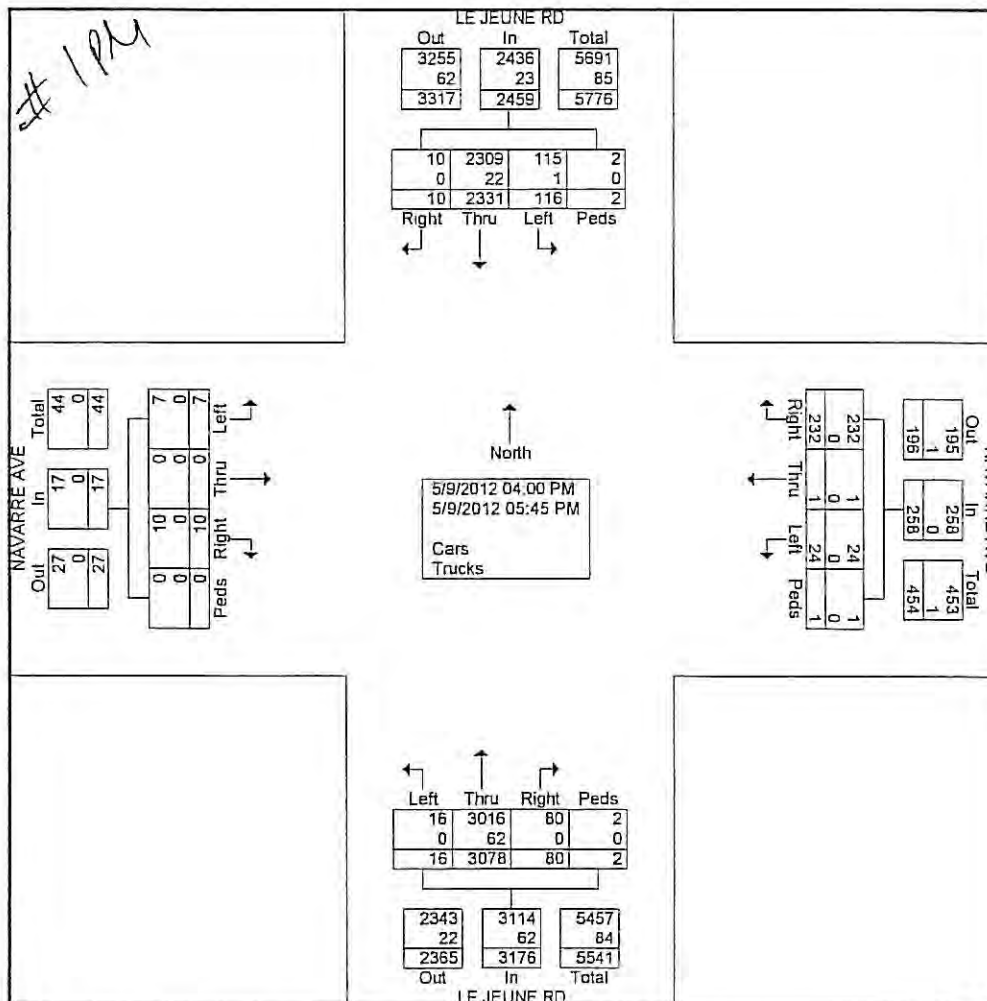 # 1 PM
LE JEUNE RD
Out In Total
3255 2436 5691
62 23 85
3317 2459 5776
10 2309 115 2
0 22 1 0
10 2331 116 2
Right Thru Left Peds
NAVARRE AVE
Total In Out
44 17 27
0 0 0
44 17 27
7 0 10 0
0 0 0 0
7 0 10 0
Left Thru Right Peds
North
5/9/2012 04:00 PM
5/9/2012 05:45 PM
Cars
Trucks
Right Thru Left Peds
232 1 24 1
0 0 0 0
232 1 24 1
Out In Total
195 258 453
1 0 1
196 258 454
Left Thru Right Peds
16 3016 80 2
0 62 0 0
16 3078 80 2
2343 3114 5457
22 62 84
2365 3176 5541
Out In Total
LE JEUNE RD